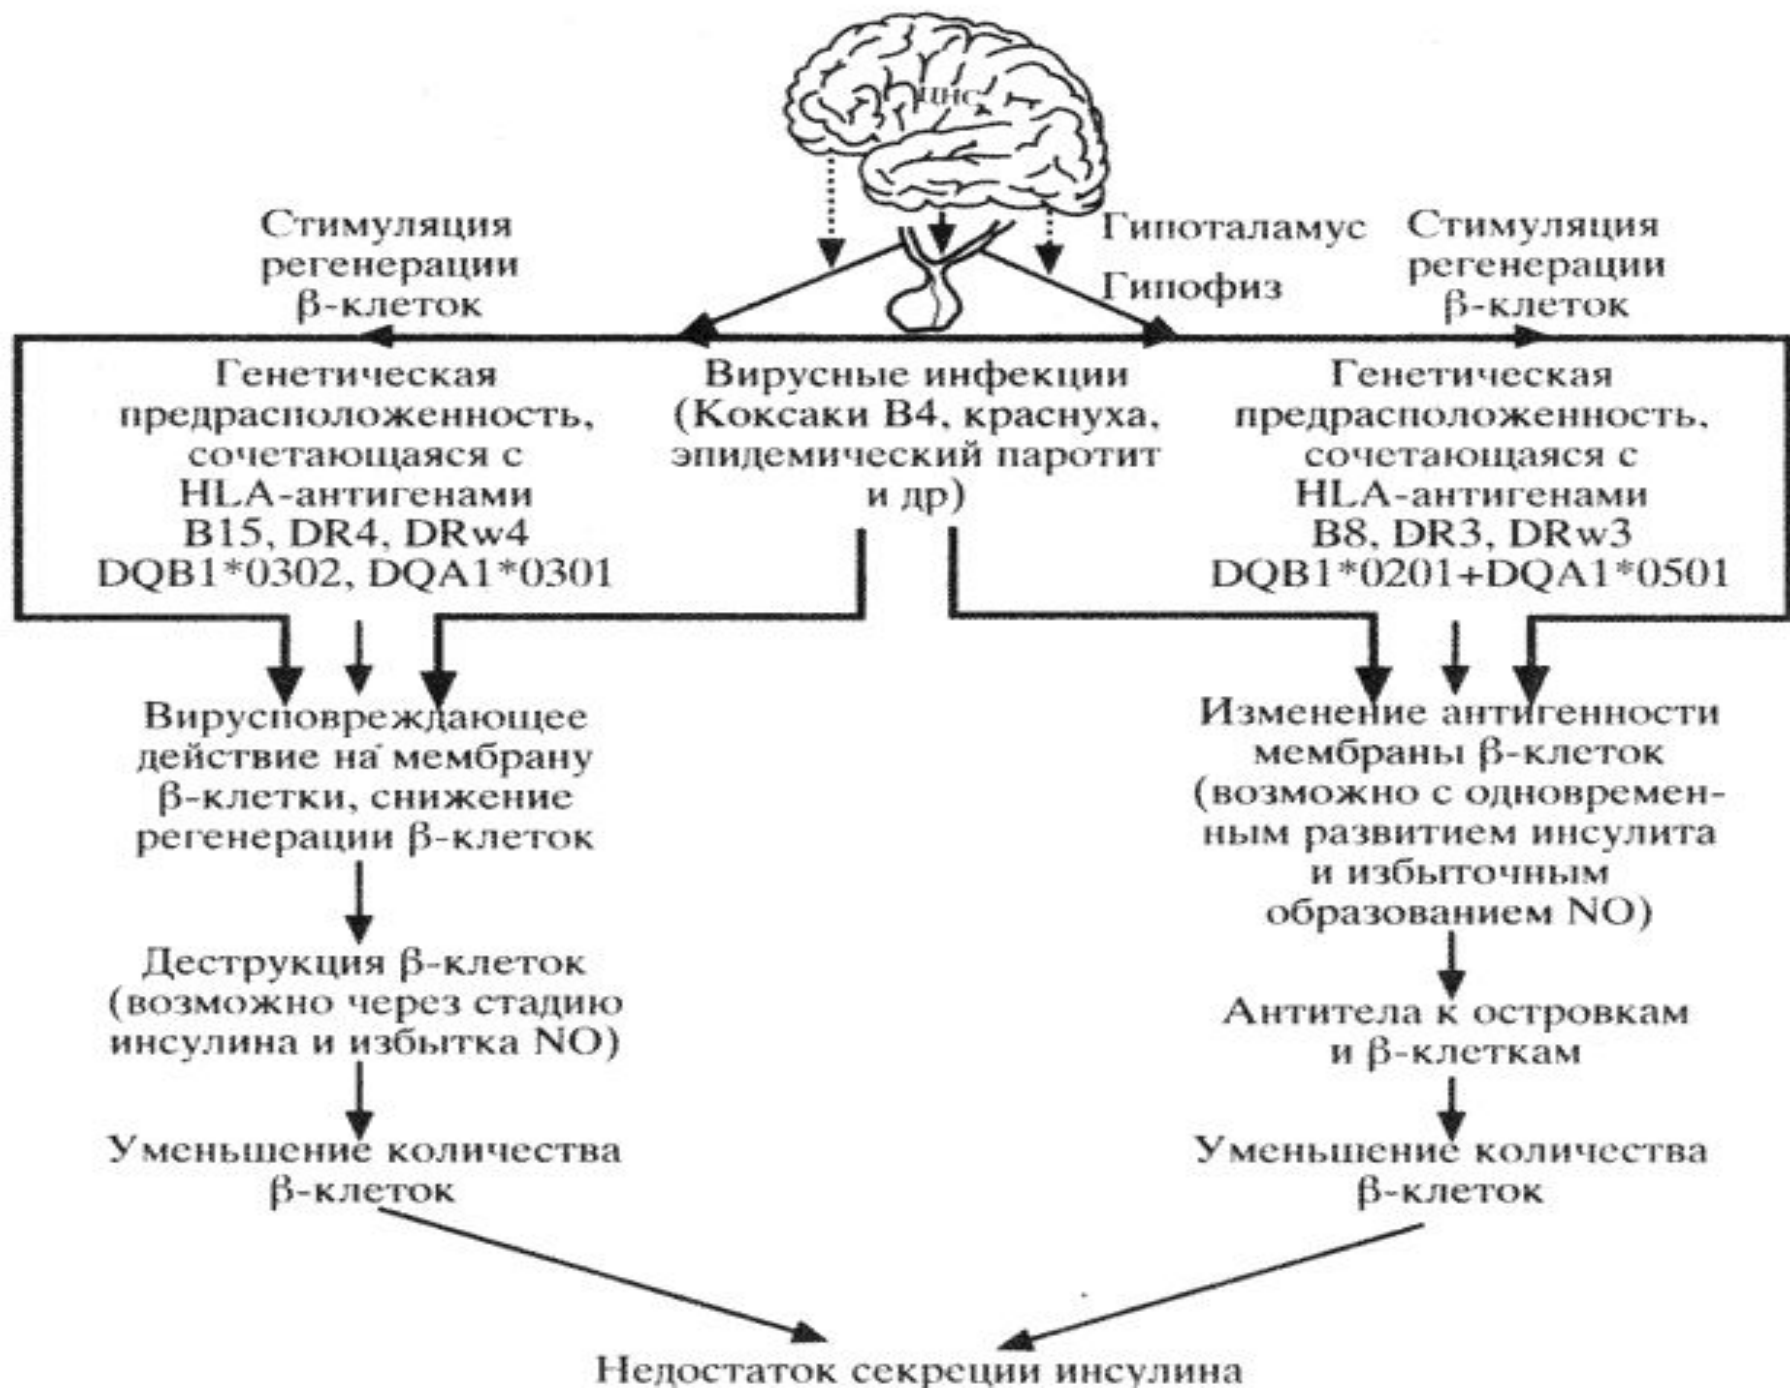 ЦНС
Стимуляция
регенерации
β-клеток
Гипоталамус
Гипофиз
Стимуляция
регенерации
β-клеток
Генетическая
предрасположенность,
сочетающаяся с
HLA-антигенами
B15, DR4, DRw4
DQB1*0302, DQA1*0301
Вирусные инфекции
(Коксаки B4, краснуха,
эпидемический паротит
и др)
Генетическая
предрасположенность,
сочетающаяся с
HLA-антигенами
B8, DR3, DRw3
DQB1*0201+DQA1*0501
Вирусповреждающее
действие на мембрану
β-клетки, снижение
регенерации β-клеток
Деструкция β-клеток
(возможно через стадию
инсулина и избытка NO)
Уменьшение количества
β-клеток
Изменение антигенности
мембраны β-клеток
(возможно с одновремен-
ным развитием инсулита
и избыточным
образованием NO)
Антитела к островкам
и β-клеткам
Уменьшение количества
β-клеток
Недостаток секреции инсулина